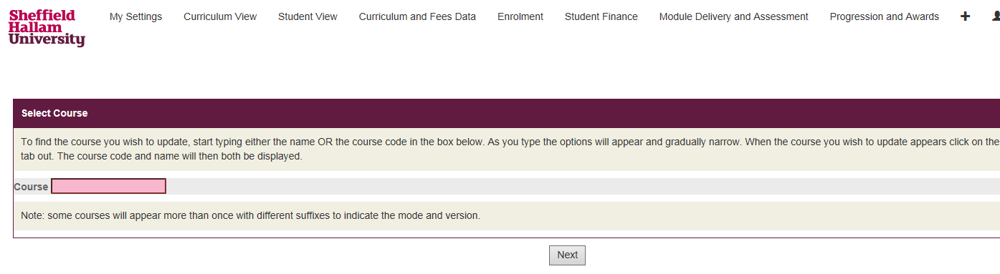 Sheffield
Hallam
University
My Settings Curriculum View Student View Curriculum and Fees Data Enrolment Student Finance Module Delivery and Assessment Progression and Awards
Select Course
To find the course you wish to update, start typing either the name OR the course code in the box below. As you type the options will appear and gradually narrow. When the course you wish to update appears click on the
tab out. The course code and name will then both be displayed.
Course
Note: some courses will appear more than once with different suffixes to indicate the mode and version.
Next